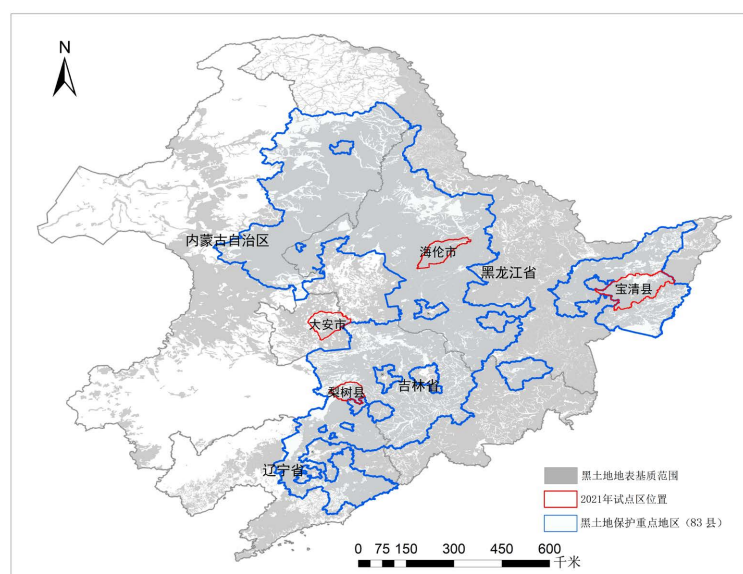 N
内蒙古自治区
海伦市
黑龙江省
宝清县
大安市
梨树县
吉林省
辽宁省
黑土地地表基质范围
2021年试点区位置
黑土地保护重点地区（83县）
0 75 150 300 450 600
千米